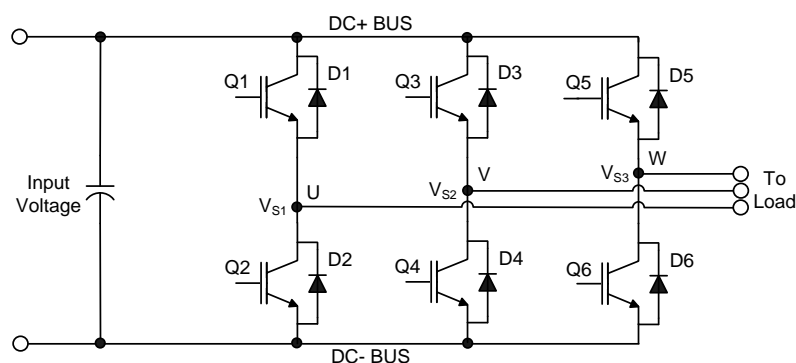 DC+ BUS
Q1
D1
Q3
D3
Q5
D5
Input
Voltage
VS1
U
VS2
V
VS3
W
To
Load
Q2
D2
Q4
D4
Q6
D6
DC- BUS